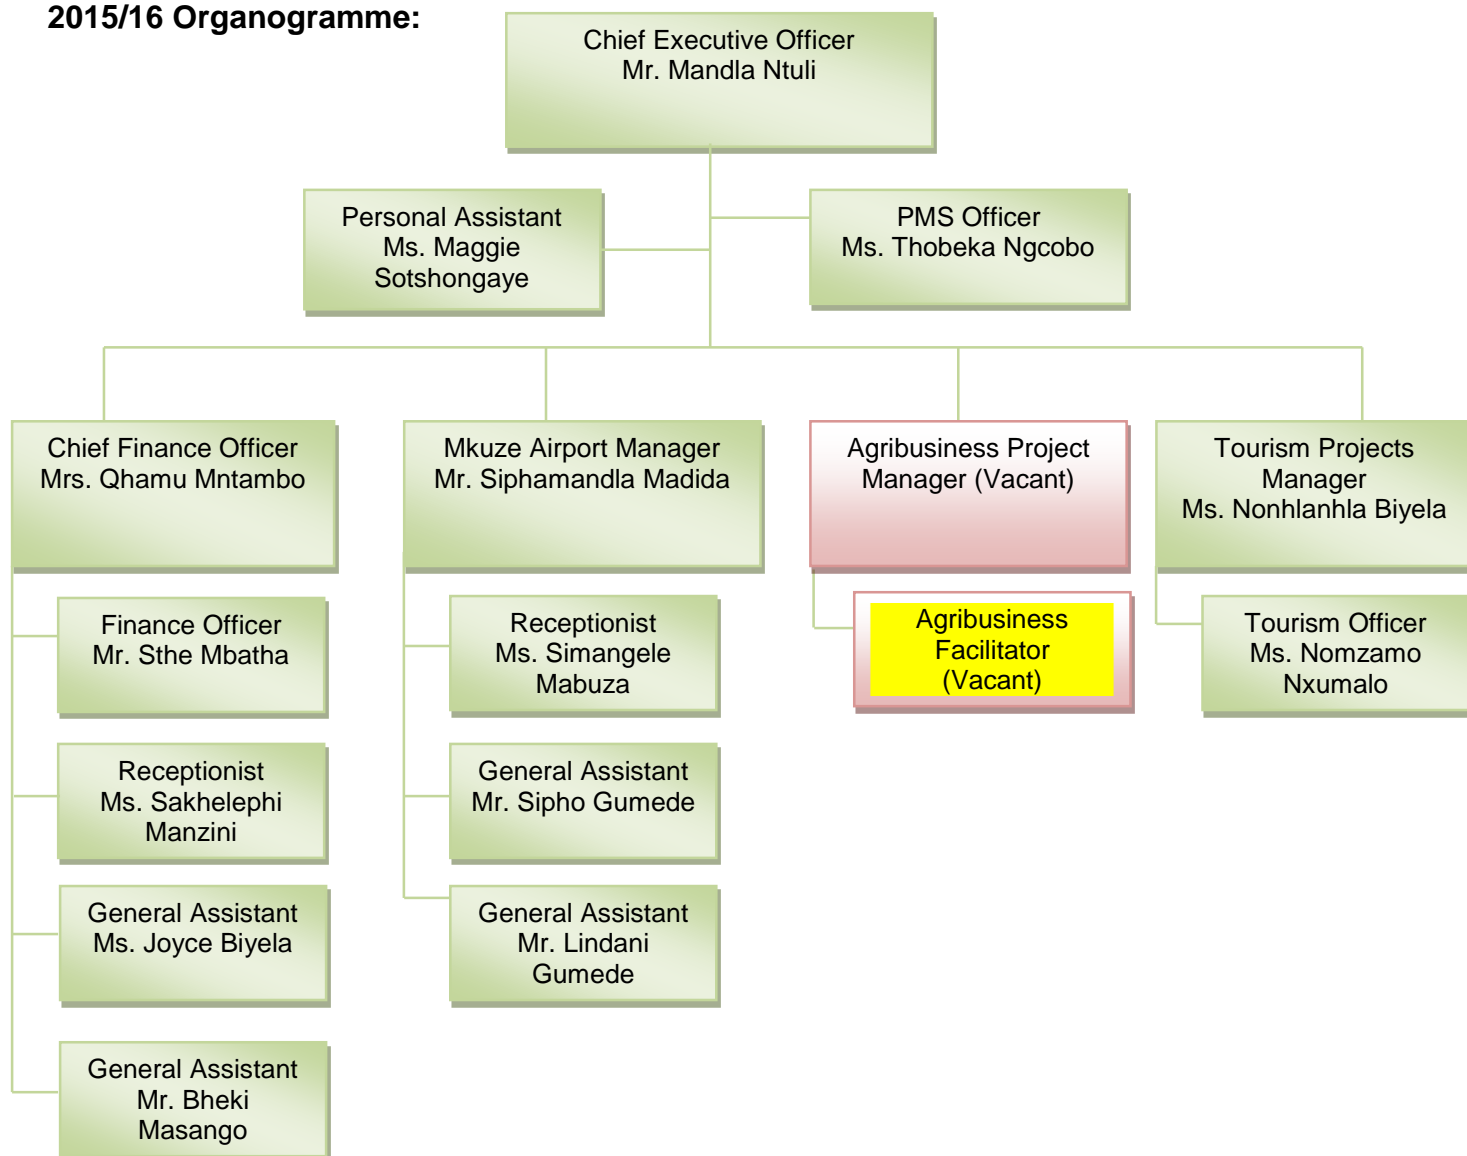 2015/16 Organogramme:
Chief Executive Officer
Mr. Mandla Ntuli
Personal Assistant
Ms. Maggie
Sotshongaye
PMS Officer
Ms. Thobeka Ngcobo
Chief Finance Officer
Mrs. Qhamu Mntambo
Mkuze Airport Manager
Mr. Siphamandla Madida
Agribusiness Project
Manager (Vacant)
Tourism Projects
Manager
Ms. Nonhlanhla Biyela
Finance Officer
Mr. Sthe Mbatha
Receptionist
Ms. Simangele
Mabuza
Agribusiness
Facilitator
(Vacant)
Tourism Officer
Ms. Nomzamo
Nxumalo
Receptionist
Ms. Sakhelephi
Manzini
General Assistant
Mr. Sipho Gumede
General Assistant
Ms. Joyce Biyela
General Assistant
Mr. Lindani
Gumede
General Assistant
Mr. Bheki
Masango